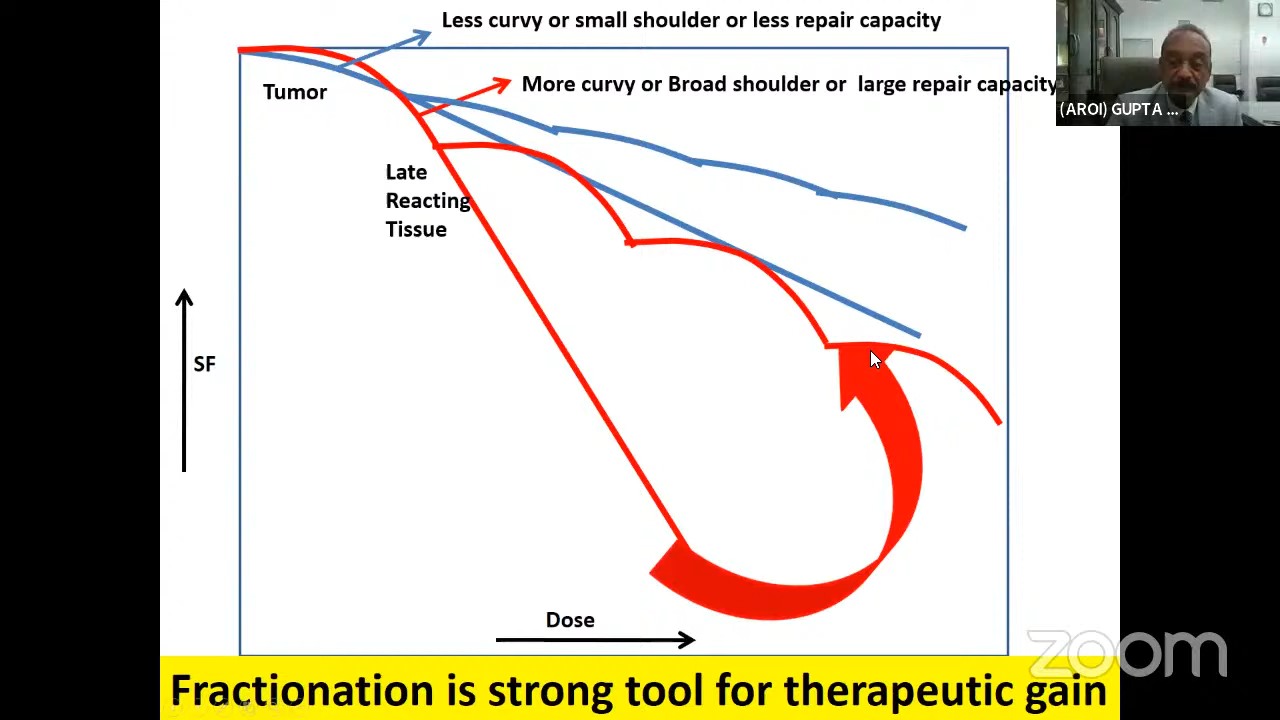 Less curvy or small shoulder or less repair capacity
More curvy or Broad shoulder or large repair capacity
(AROI) GUPTA ...
Tumor
Late
Reacting
Tissue
SF
Dose
zoom
Fractionation is strong tool for therapeutic gain